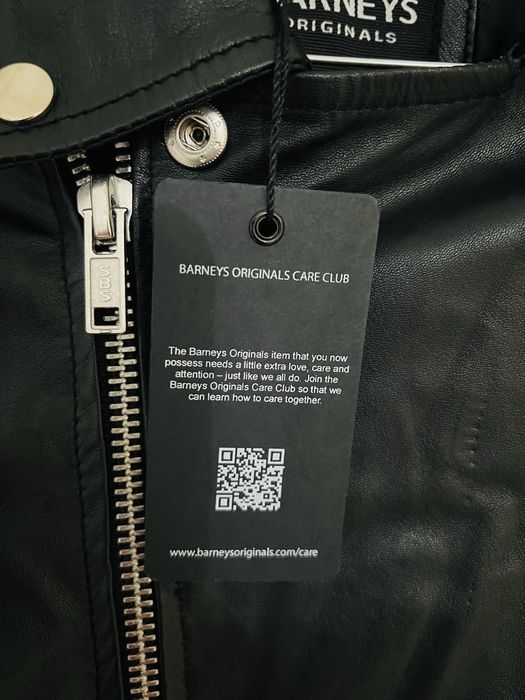 BARNEYS
ORIGINALS
SBS
BARNEYS ORIGINALS CARE CLUB
The Barneys Originals item that you now
possess needs a little extra love, care and
attention – just like we all do. Join the
Barneys Originals Care Club so that we
can learn how to care together.
www.barneysoriginals.com/care